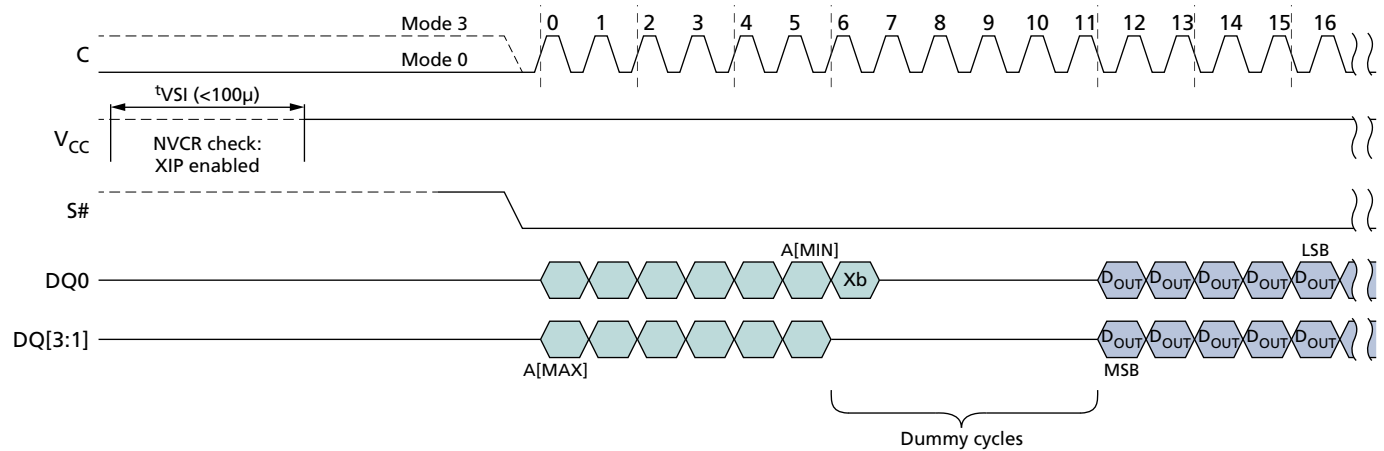 Mode 3
0 1 2 3 4 5 6 7 8 9 10 11 12 13 14 15 16
C
Mode 0
tVSI (<100µ)
VCC
NVCR check:
XIP enabled
S#
A[MIN]
LSB
DQ0
Xb
DOUT DOUT DOUT DOUT DOUT
DQ[3:1]
DOUT DOUT DOUT DOUT DOUT
A[MAX]
MSB
Dummy cycles